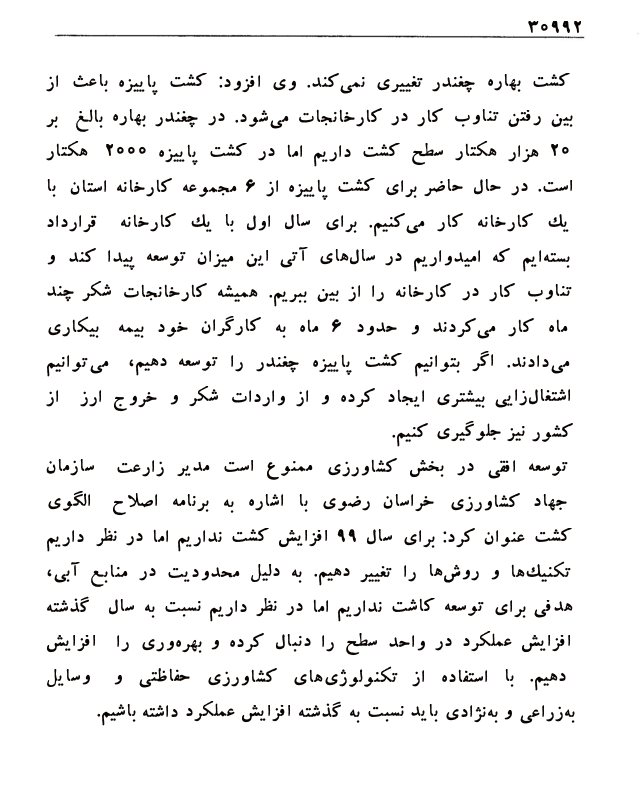 ۳۰۹۹۲
کشت بهاره چغندر تغییری نمی‌کند. وی افزود: کشت پاییزه باعث از
بین رفتن تناوب کار در کارخانجات می‌شود. در چغندر بهاره بالغ بر
۲۰ هزار هکتار سطح کشت داریم اما در کشت پاییزه ۲۰۰۰ هکتار
است. در حال حاضر برای کشت پاییزه از ۶ مجموعه کارخانه استان با
یك کارخانه کار می‌کنیم. برای سال اول با یك کارخانه قرارداد
بسته‌ایم که امیدواریم در سال‌های آتی این میزان توسعه پیدا کند و
تناوب کار در کارخانه را از بین ببریم. همیشه کارخانجات شکر چند
ماه کار می‌کردند و حدود ۶ ماه به کارگران خود بیمه بیکاری
می‌دادند. اگر بتوانیم کشت پاییزه چغندر را توسعه دهیم، می‌توانیم
اشتغال‌زایی بیشتری ایجاد کرده و از واردات شکر و خروج ارز از
کشور نیز جلوگیری کنیم.
توسعه افقی در بخش کشاورزی ممنوع است مدیر زارعت سازمان
جهاد کشاورزی خراسان رضوی با اشاره به برنامه اصلاح الگوی
کشت عنوان کرد: برای سال ۹۹ افزایش کشت نداریم اما در نظر داریم
تکنیك‌ها و روش‌ها را تغییر دهیم. به دلیل محدودیت در منابع آبی،
هدفی برای توسعه کاشت نداریم اما در نظر داریم نسبت به سال گذشته
افزایش عملکرد در واحد سطح را دنبال کرده و بهره‌وری را افزایش
دهیم. با استفاده از تکنولوژی‌های کشاورزی حفاظتی و وسایل
به‌زراعی و به‌نژادی باید نسبت به گذشته افزایش عملکرد داشته باشیم.